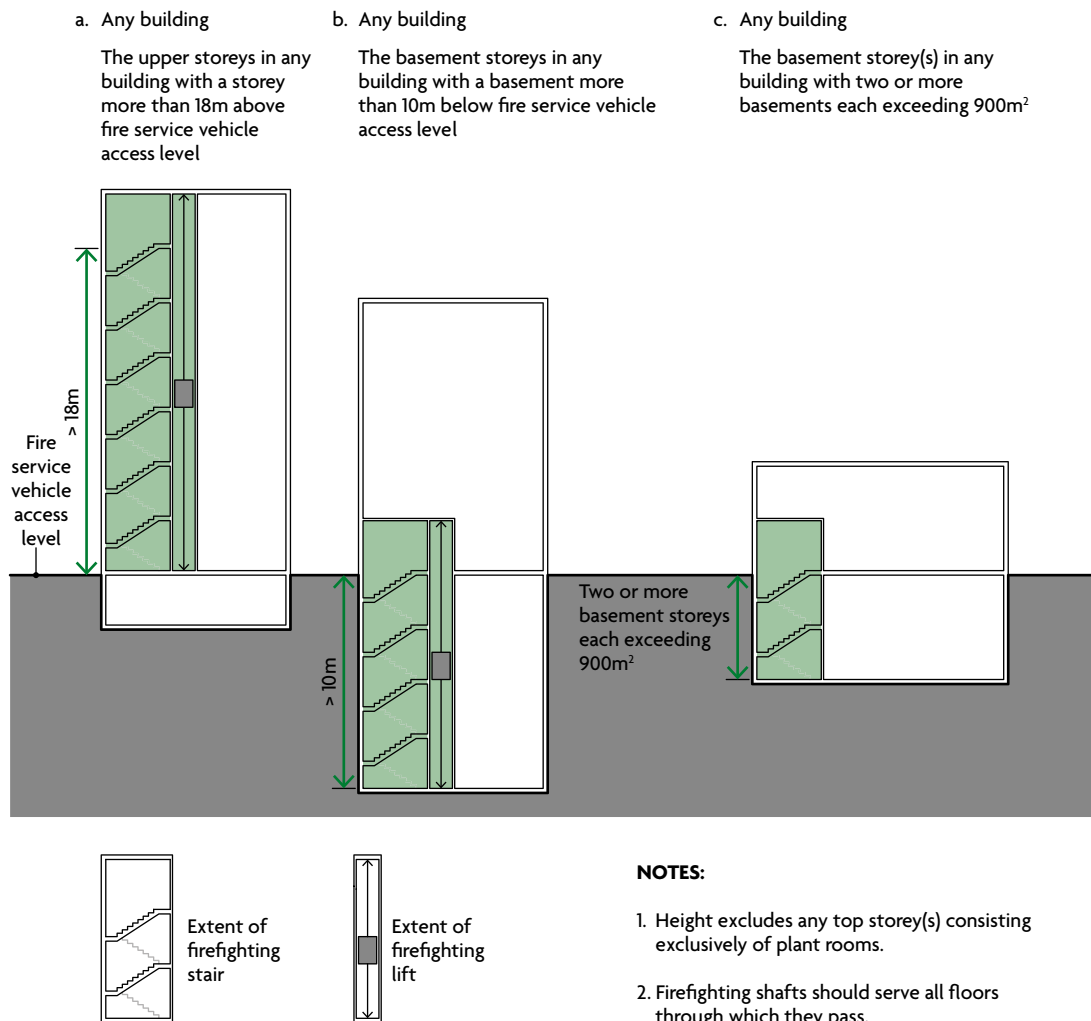 a. Any building
The upper storeys in any
building with a storey
more than 18m above
fire service vehicle
access level
b. Any building
The basement storeys in any
building with a basement more
than 10m below fire service vehicle
access level
c. Any building
The basement storey(s) in any
building with two or more
basements each exceeding 900m²
> 18m
Fire
service
vehicle
access
level
> 10m
Two or more
basement storeys
each exceeding
900m²
Extent of
firefighting
stair
Extent of
firefighting
lift
NOTES:
1. Height excludes any top storey(s) consisting
exclusively of plant rooms.
2. Firefighting shafts should serve all floors
through which they pass.